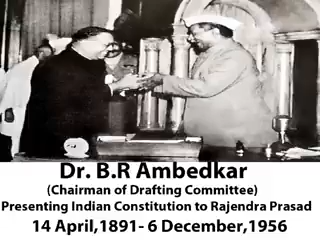 Dr. B.R Ambedkar
(Chairman of Drafting Committee)
Presenting Indian Constitution to Rajendra Prasad
14 April,1891- 6 December,1956